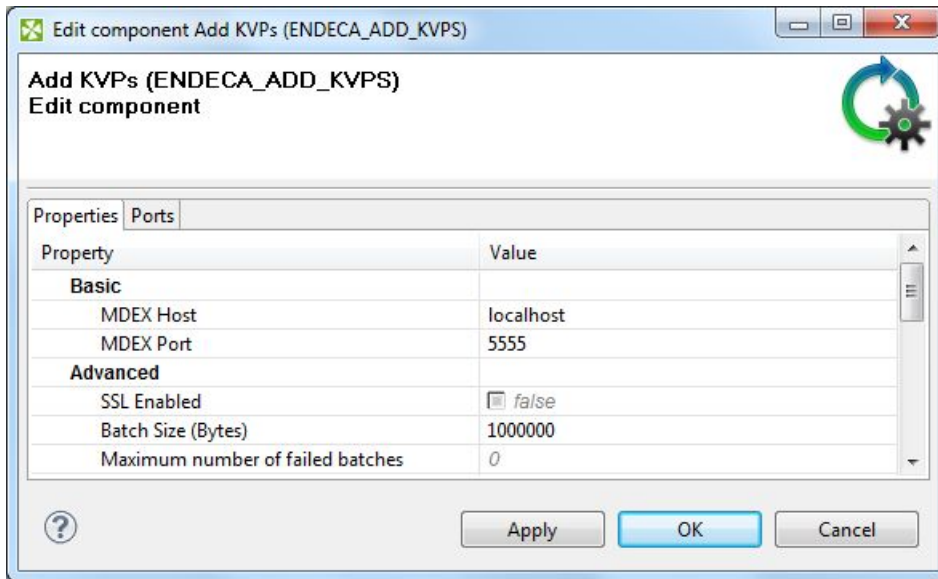 Edit component Add KVPs (ENDECA_ADD_KVPS)
Add KVPs (ENDECA_ADD_KVPS)
Edit component
Properties Ports
Property Value
Basic
MDEX Host localhost
MDEX Port 5555
Advanced
SSL Enabled false
Batch Size (Bytes) 1000000
Maximum number of failed batches 0
? Apply OK Cancel